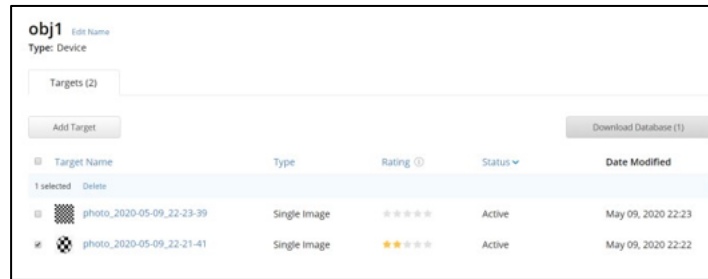 obj1 Edit Name
Type: Device
Targets (2)
Add Target Download Database (1)
Target Name Type Rating Status Date Modified
1 selected Delete
photo_2020-05-09_22-23-39 Single Image Active May 09, 2020 22:23
photo_2020-05-09_22-21-41 Single Image Active May 09, 2020 22:22